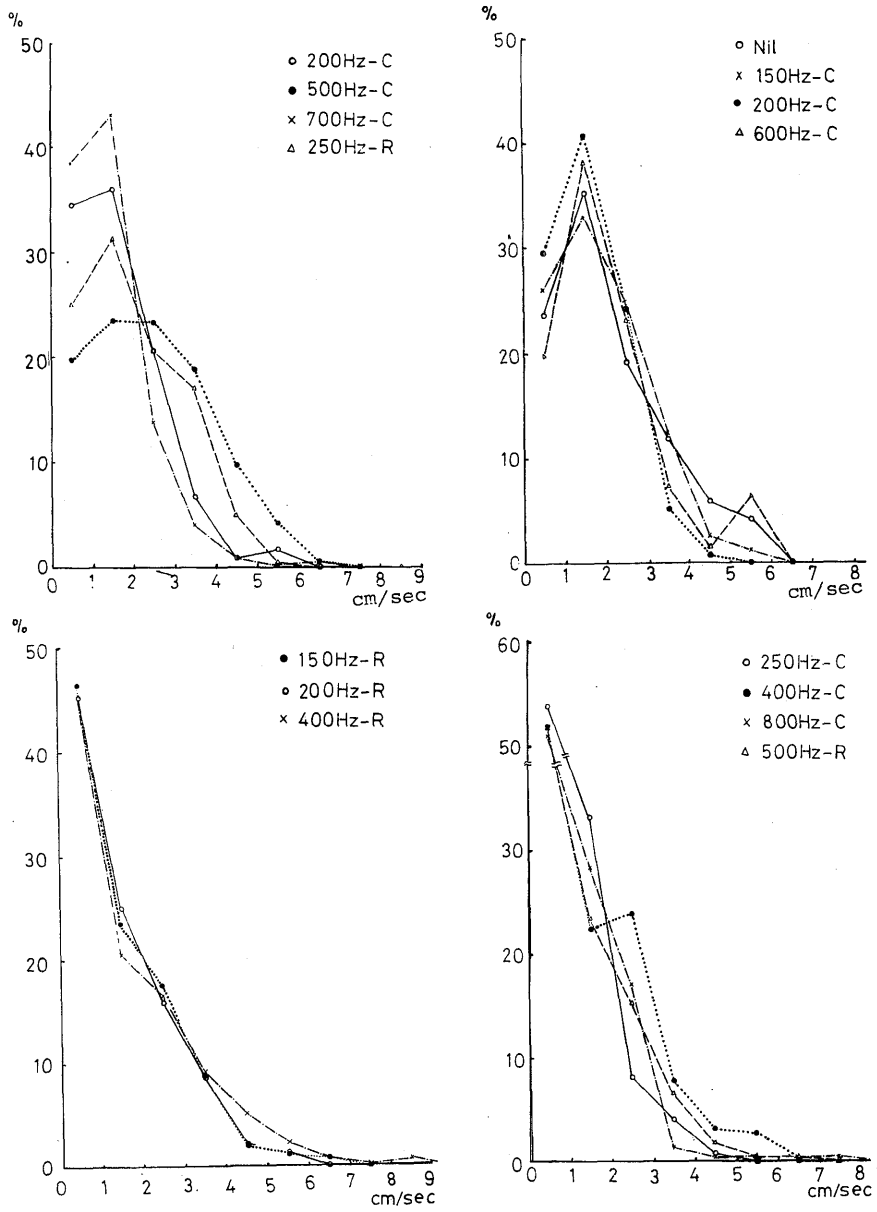 %
50
40
30
20
10
0
0 1 2 3 4 5 6 7 8 9
cm/sec
○ 200Hz-C
● 500Hz-C
× 700Hz-C
△ 250Hz-R
%
50
40
30
20
10
0
0 1 2 3 4 5 6 7 8
cm/sec
○ Nil
× 150Hz-C
● 200Hz-C
△ 600Hz-C
%
50
40
30
20
10
0
0 1 2 3. 4 5 6 7 8 9
cm/sec
● 150Hz-R
○ 200Hz-R
× 400Hz-R
%
60
50
30
20
10
0
0 1 2 3 4 5 6 7 8
cm/sec
○ 250Hz-C
● 400Hz-C
× 800Hz-C
△ 500Hz-R